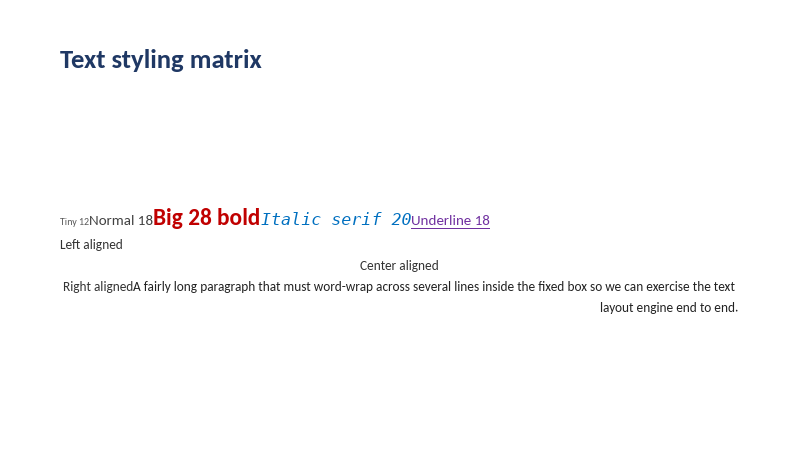 Text styling matrix
Tiny 12Normal 18Big 28 boldItalic serif 20Underline 18
Left aligned
Center aligned
Right alignedA fairly long paragraph that must word-wrap across several lines inside the fixed box so we can exercise the text
layout engine end to end.